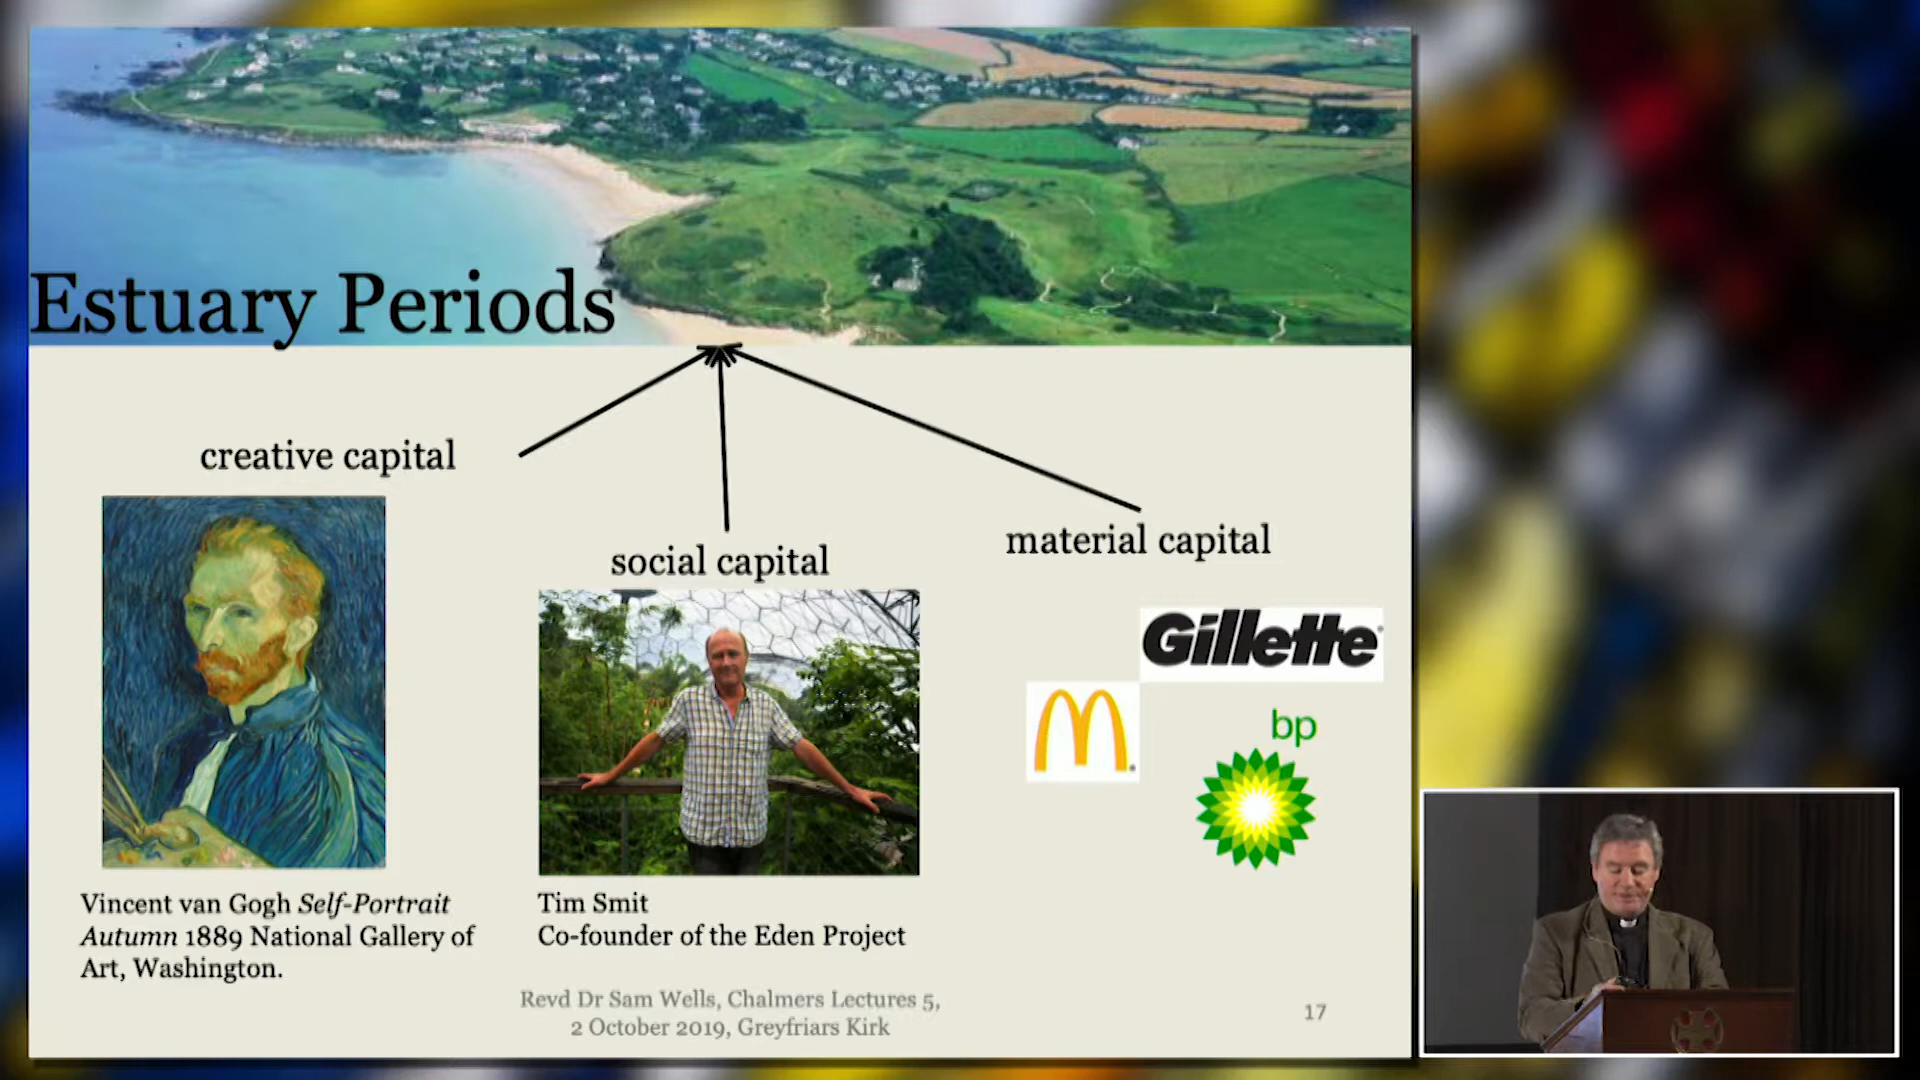 Estuary Periods
creative capital
social capital
material capital
Gillette
M
bp
Vincent van Gogh Self-Portrait
Autumn 1889 National Gallery of
Art, Washington.
Tim Smit
Co-founder of the Eden Project
Revd Dr Sam Wells, Chalmers Lectures 5,
2 October 2019, Greyfriars Kirk
17